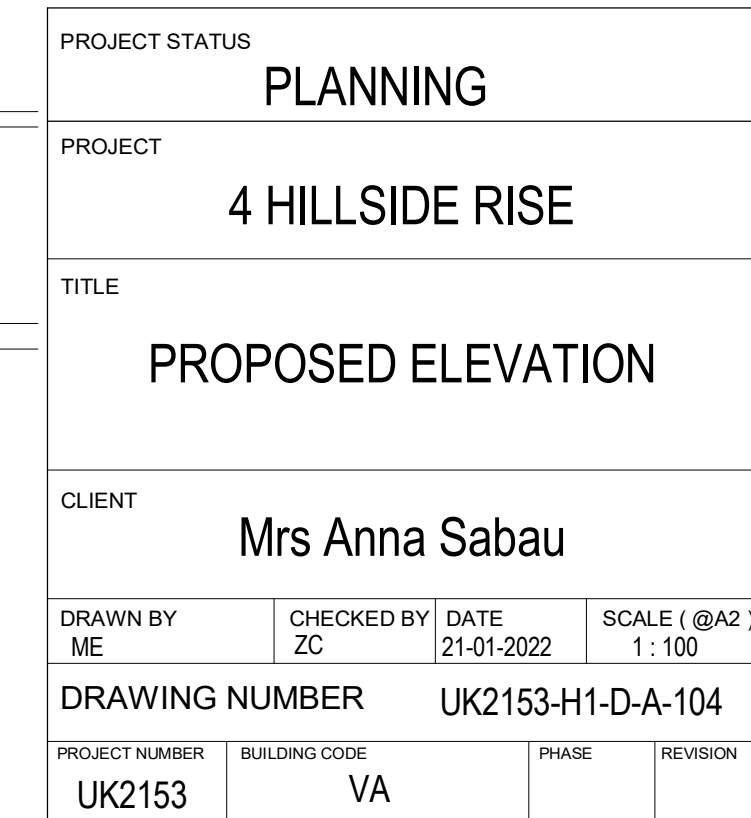 PROJECT STATUS
PLANNING
PROJECT
4 HILLSIDE RISE
TITLE
PROPOSED ELEVATION
CLIENT
Mrs Anna Sabau
DRAWN BY CHECKED BY DATE SCALE ( @A2 )
ME ZC 21-01-2022 1 : 100
DRAWING NUMBER UK2153-H1-D-A-104
PROJECT NUMBER BUILDING CODE PHASE REVISION
UK2153 VA